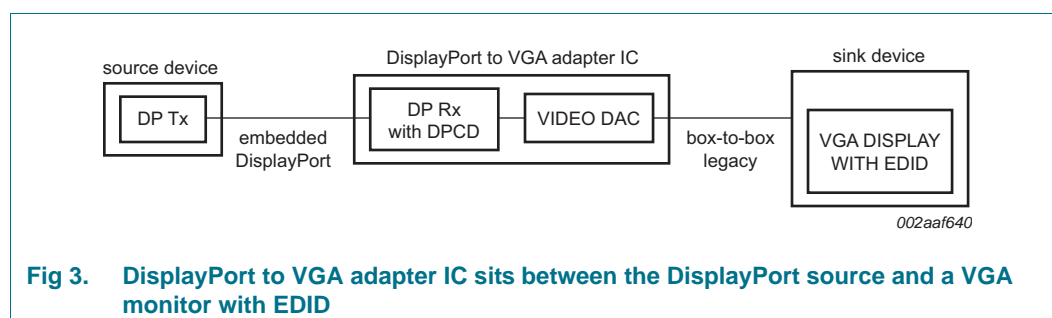 source device
DP Tx
embedded
DisplayPort
DisplayPort to VGA adapter IC
DP Rx
with DPCD
VIDEO DAC
box-to-box
legacy
sink device
VGA DISPLAY
WITH EDID
002aaf640
Fig 3. DisplayPort to VGA adapter IC sits between the DisplayPort source and a VGA
monitor with EDID